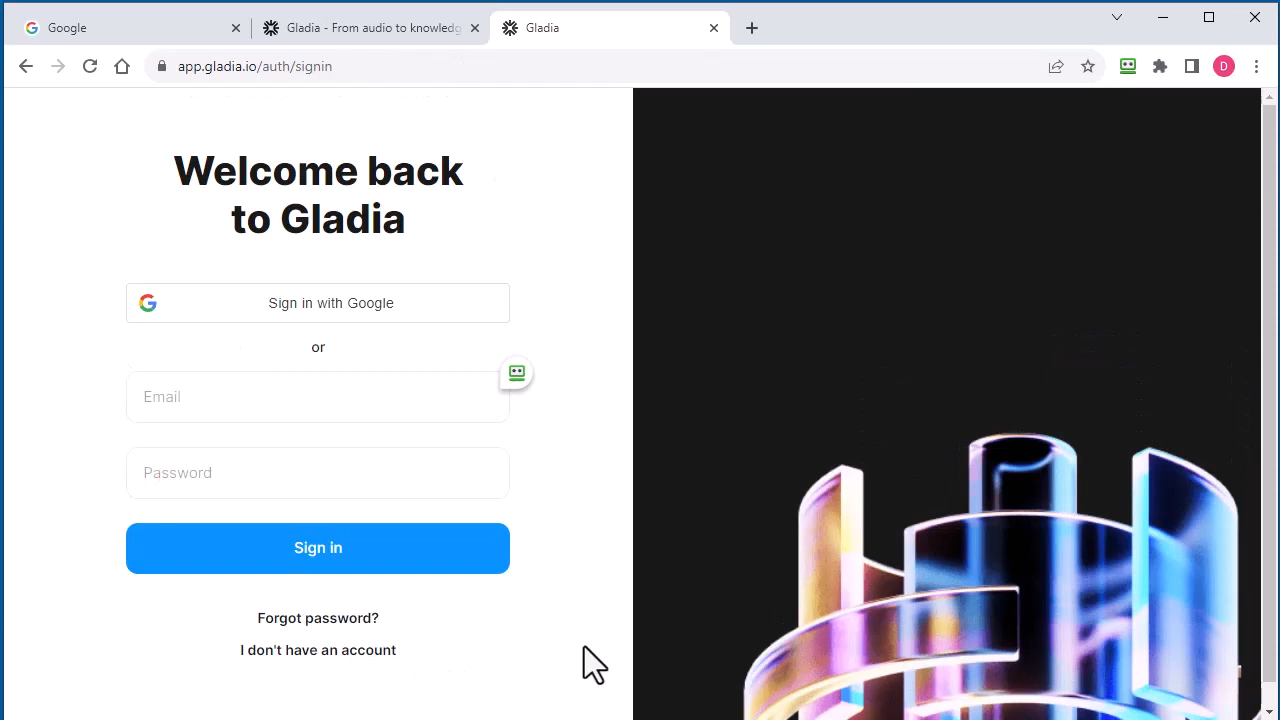 Google
Gladia - From audio to knowledg
Gladia
app.gladia.io/auth/signin
D
Welcome back
to Gladia
Sign in with Google
or
Email
Password
Sign in
Forgot password?
I don't have an account